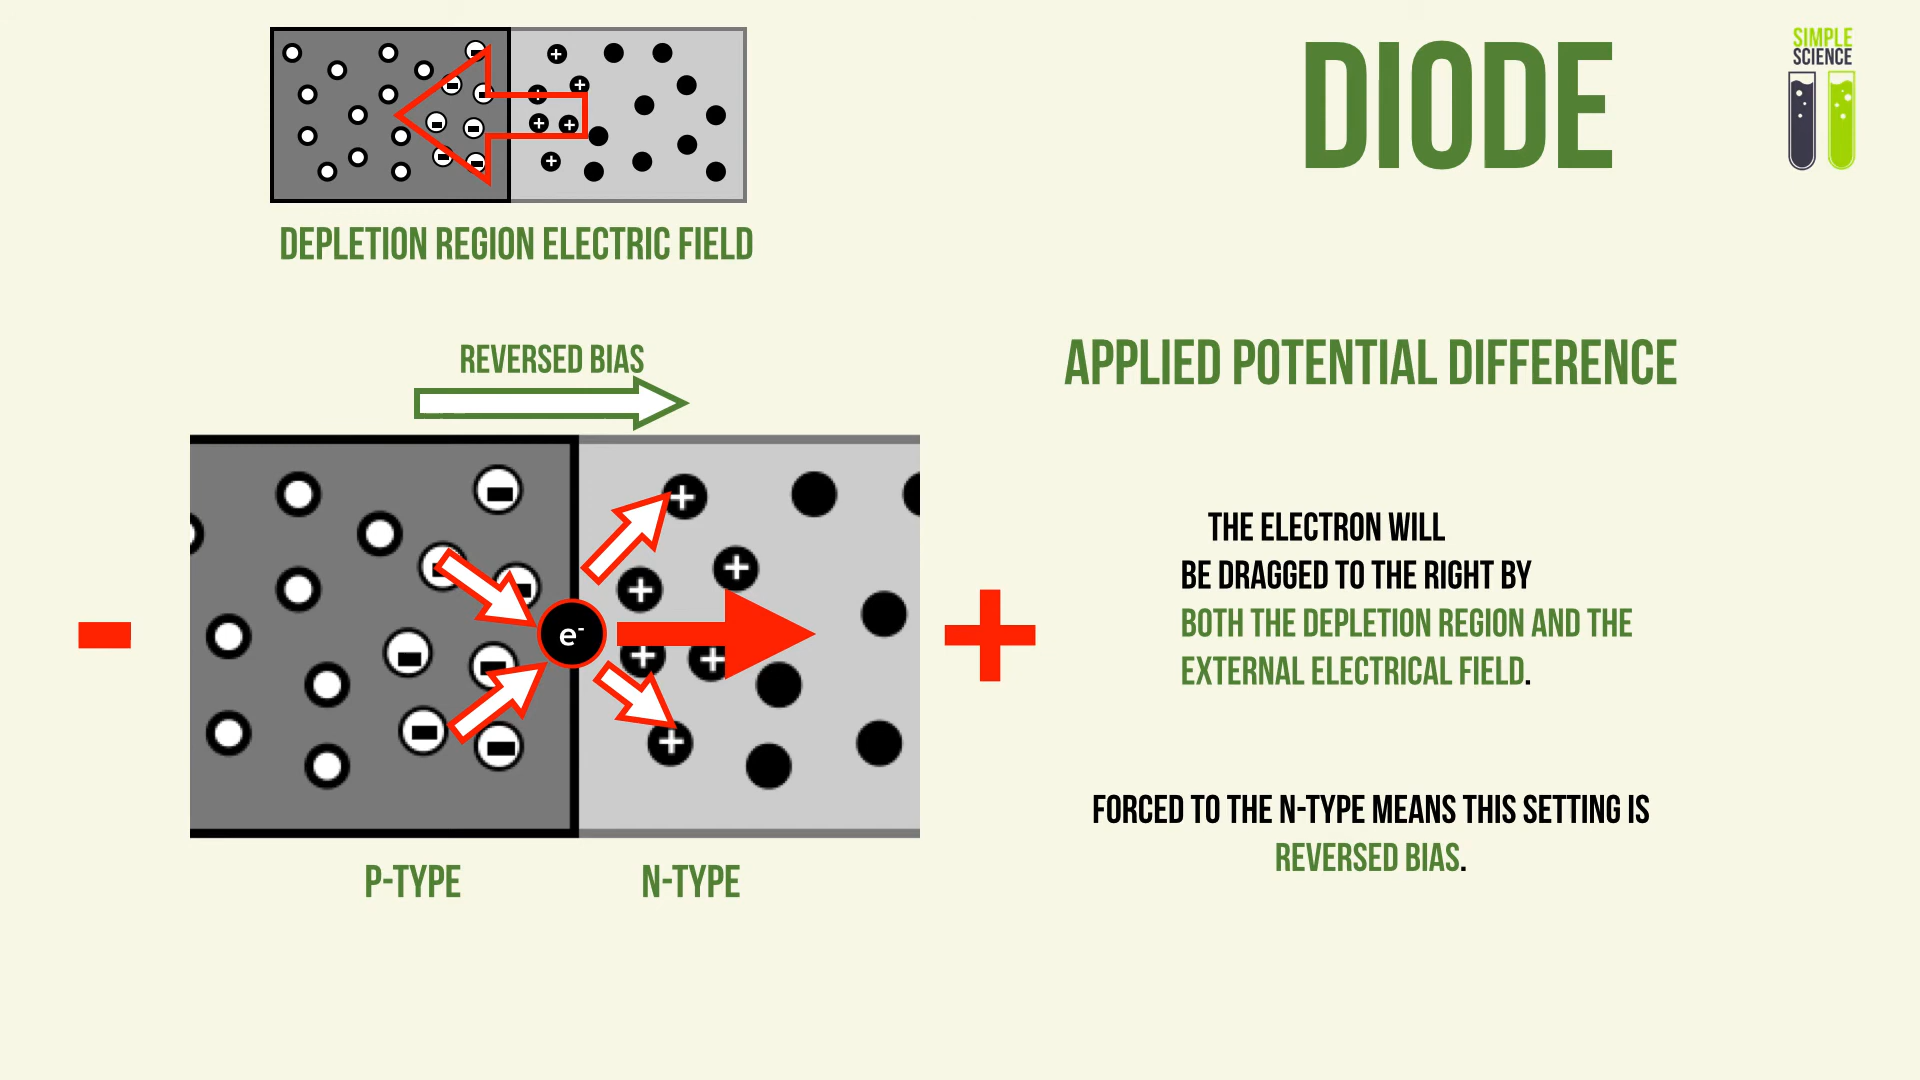 DIODE
SIMPLE
SCIENCE
DEPLETION REGION ELECTRIC FIELD
REVERSED BIAS
APPLIED POTENTIAL DIFFERENCE
e-
-
+
THE ELECTRON WILL
BE DRAGGED TO THE RIGHT BY
BOTH THE DEPLETION REGION AND THE
EXTERNAL ELECTRICAL FIELD.
FORCED TO THE N-TYPE MEANS THIS SETTING IS
REVERSED BIAS.
P-TYPE
N-TYPE